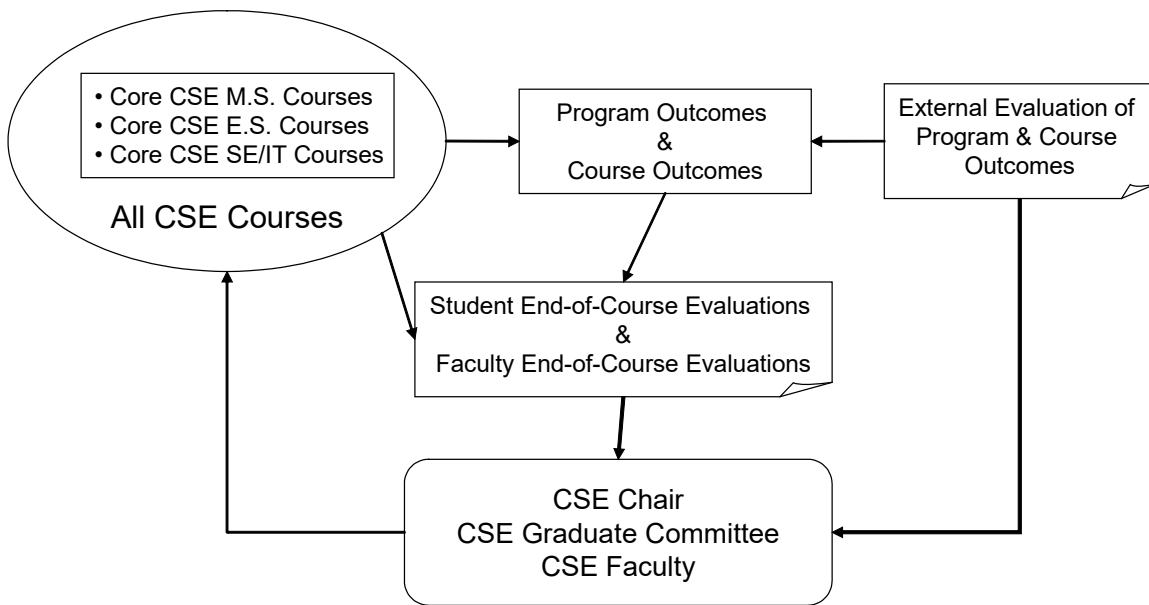 • Core CSE M.S. Courses
• Core CSE E.S. Courses
• Core CSE SE/IT Courses
All CSE Courses
Program Outcomes
&
Course Outcomes
External Evaluation of
Program & Course
Outcomes
Student End-of-Course Evaluations
&
Faculty End-of-Course Evaluations
CSE Chair
CSE Graduate Committee
CSE Faculty